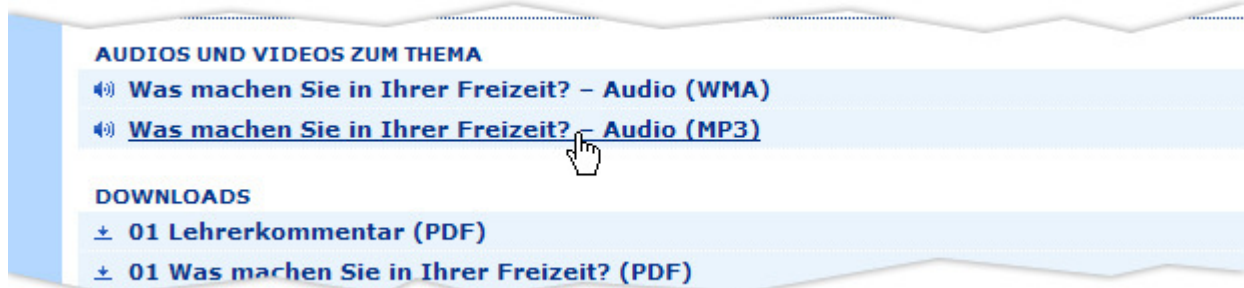 AUDIOS UND VIDEOS ZUM THEMA
Was machen Sie in Ihrer Freizeit? – Audio (WMA)
Was machen Sie in Ihrer Freizeit? – Audio (MP3)
DOWNLOADS
01 Lehrerkommentar (PDF)
01 Was machen Sie in Ihrer Freizeit? (PDF)